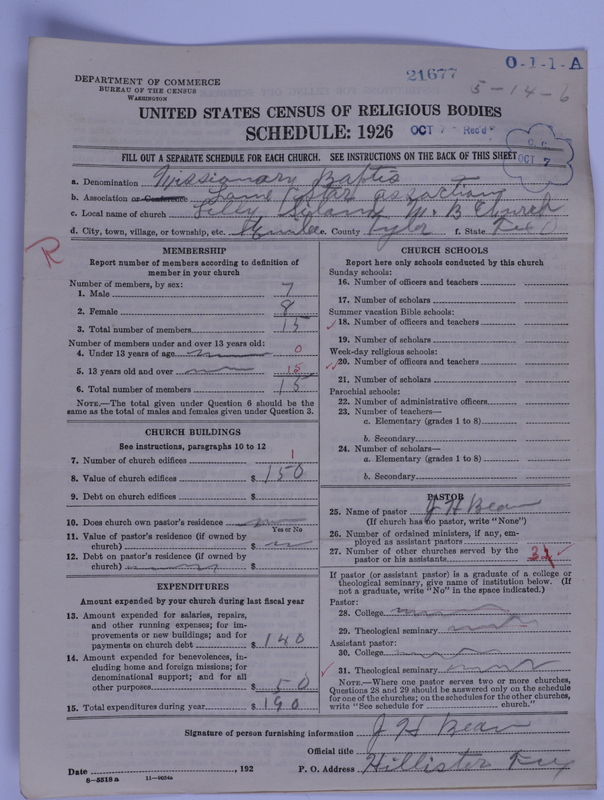 21677
O-1-1-A
5-14-6
DEPARTMENT OF COMMERCE
BUREAU OF THE CENSUS
WASHINGTON
UNITED STATES CENSUS OF RELIGIOUS BODIES
SCHEDULE: 1926
OCT 7 Rec'd
OCT 7
FILL OUT A SEPARATE SCHEDULE FOR EACH CHURCH. SEE INSTRUCTIONS ON THE BACK OF THIS SHEET
a. Denomination Missionary Baptis
b. Association or Conference Lone Star association
c. Local name of church M. B Church
d. City, town, village, or township, etc. e. County Tyler f. State Tex
R
MEMBERSHIP
Report number of members according to definition of member in your church
Number of members, by sex:
1. Male 7
2. Female 8
3. Total number of members 15
Number of members under and over 13 years old:
4. Under 13 years of age 0
5. 13 years old and over 15
6. Total number of members 15
NOTE.—The total given under Question 6 should be the same as the total of males and females given under Question 3.
CHURCH BUILDINGS
See instructions, paragraphs 10 to 12
7. Number of church edifices 1
8. Value of church edifices $ 150
9. Debt on church edifices $
10. Does church own pastor's residence
Yes or No
11. Value of pastor's residence (if owned by church) $
12. Debt on pastor's residence (if owned by church) $
EXPENDITURES
Amount expended by your church during last fiscal year
13. Amount expended for salaries, repairs, and other running expenses; for improvements or new buildings; and for payments on church debt $ 140
14. Amount expended for benevolences, including home and foreign missions; for denominational support; and for all other purposes $ 50
15. Total expenditures during year $ 190
CHURCH SCHOOLS
Report here only schools conducted by this church
Sunday schools:
16. Number of officers and teachers
17. Number of scholars
Summer vacation Bible schools:
18. Number of officers and teachers
19. Number of scholars
Week-day religious schools:
20. Number of officers and teachers
21. Number of scholars
Parochial schools:
22. Number of administrative officers
23. Number of teachers—
a. Elementary (grades 1 to 8)
b. Secondary
24. Number of scholars—
a. Elementary (grades 1 to 8)
b. Secondary
PASTOR
25. Name of pastor J H Bean
(If church has no pastor, write "None")
26. Number of ordained ministers, if any, employed as assistant pastors
27. Number of other churches served by the pastor or his assistants
If pastor (or assistant pastor) is a graduate of a college or theological seminary, give name of institution below. (If not a graduate, write "No" in the space indicated.)
Pastor:
28. College
29. Theological seminary
Assistant pastor:
30. College
31. Theological seminary
NOTE.—Where one pastor serves two or more churches, Questions 28 and 29 should be answered only on the schedule for one of the churches; on the schedules for the other churches, write "See schedule for church."
Signature of person furnishing information J H Bean
Official title
Date , 192 P. O. Address Hillister Tex
8-5518 a 11-9034a